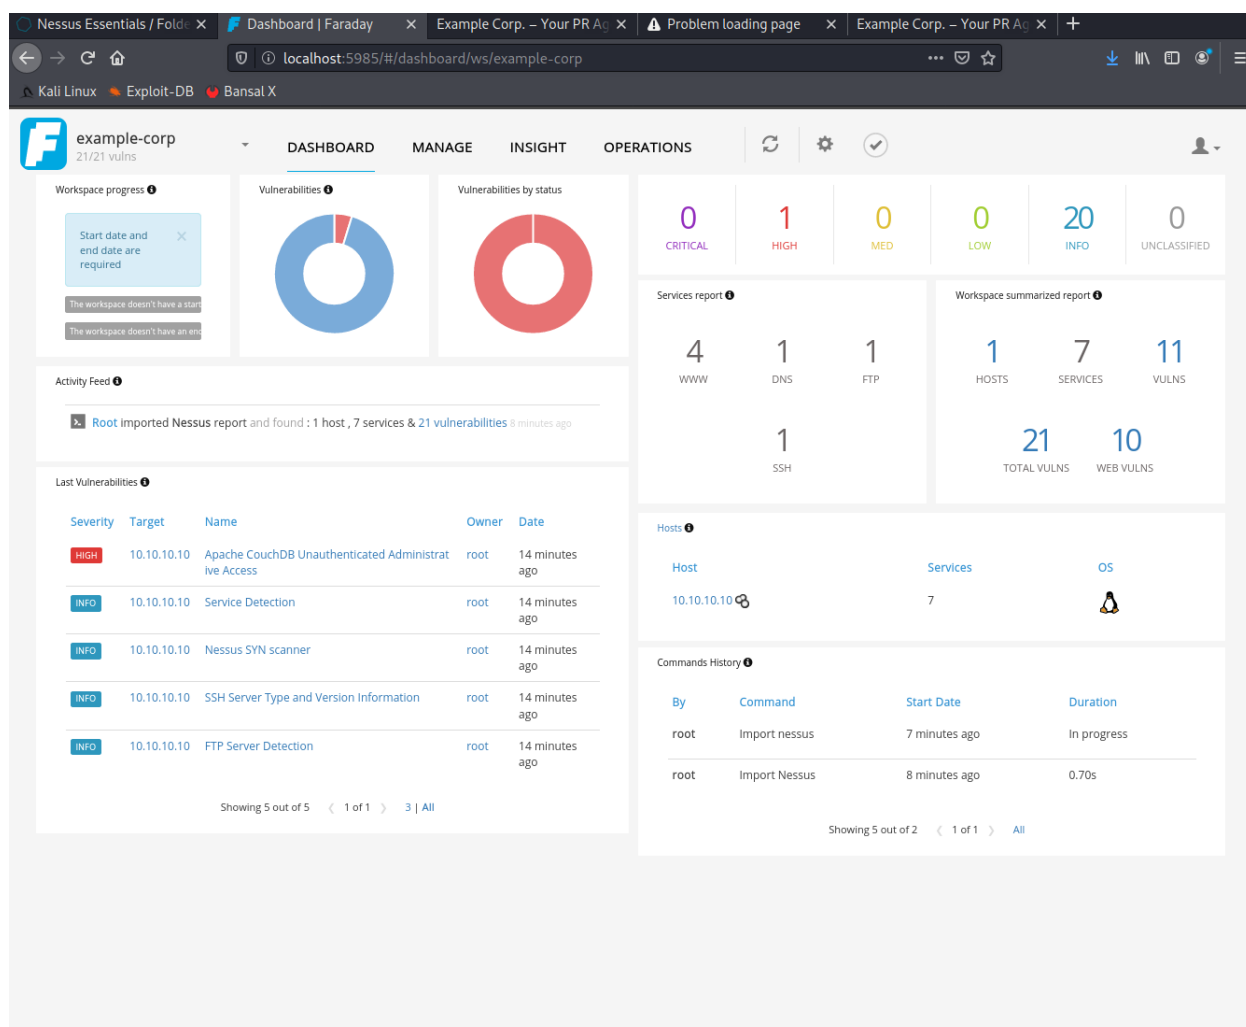 Nessus Essentials / Folde
Dashboard | Faraday
Example Corp. – Your PR Ag
Problem loading page
Example Corp. – Your PR Ag
localhost:5985/#/dashboard/ws/example-corp
Kali Linux
Exploit-DB
Bansal X
example-corp
21/21 vulns
DASHBOARD
MANAGE
INSIGHT
OPERATIONS
Workspace progress
Start date and
end date are
required
The workspace doesn't have a start
The workspace doesn't have an end
Vulnerabilities
Vulnerabilities by status
0
CRITICAL
1
HIGH
0
MED
0
LOW
20
INFO
0
UNCLASSIFIED
Services report
4
WWW
1
DNS
1
FTP
1
SSH
Workspace summarized report
1
HOSTS
7
SERVICES
11
VULNS
21
TOTAL VULNS
10
WEB VULNS
Activity Feed
Root imported Nessus report and found : 1 host , 7 services & 21 vulnerabilities 8 minutes ago
Last Vulnerabilities
Severity Target Name Owner Date
HIGH 10.10.10.10 Apache CouchDB Unauthenticated Administrat root 14 minutes
ive Access ago
INFO 10.10.10.10 Service Detection root 14 minutes
ago
INFO 10.10.10.10 Nessus SYN scanner root 14 minutes
ago
INFO 10.10.10.10 SSH Server Type and Version Information root 14 minutes
ago
INFO 10.10.10.10 FTP Server Detection root 14 minutes
ago
Showing 5 out of 5 1 of 1 3 | All
Hosts
Host Services OS
10.10.10.10 7
Commands History
By Command Start Date Duration
root Import nessus 7 minutes ago In progress
root Import Nessus 8 minutes ago 0.70s
Showing 5 out of 2 1 of 1 All